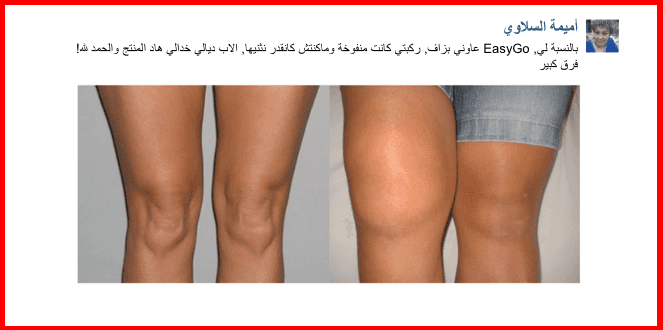 أميمة السلاوي
بالنسبة لي, EasyGo عاوني بزاف, ركبتي كانت منفوخة وماكنتش كانقدر نثنيها, الاب ديالي خدالي هاد المنتج والحمد لله!
فرق كبير